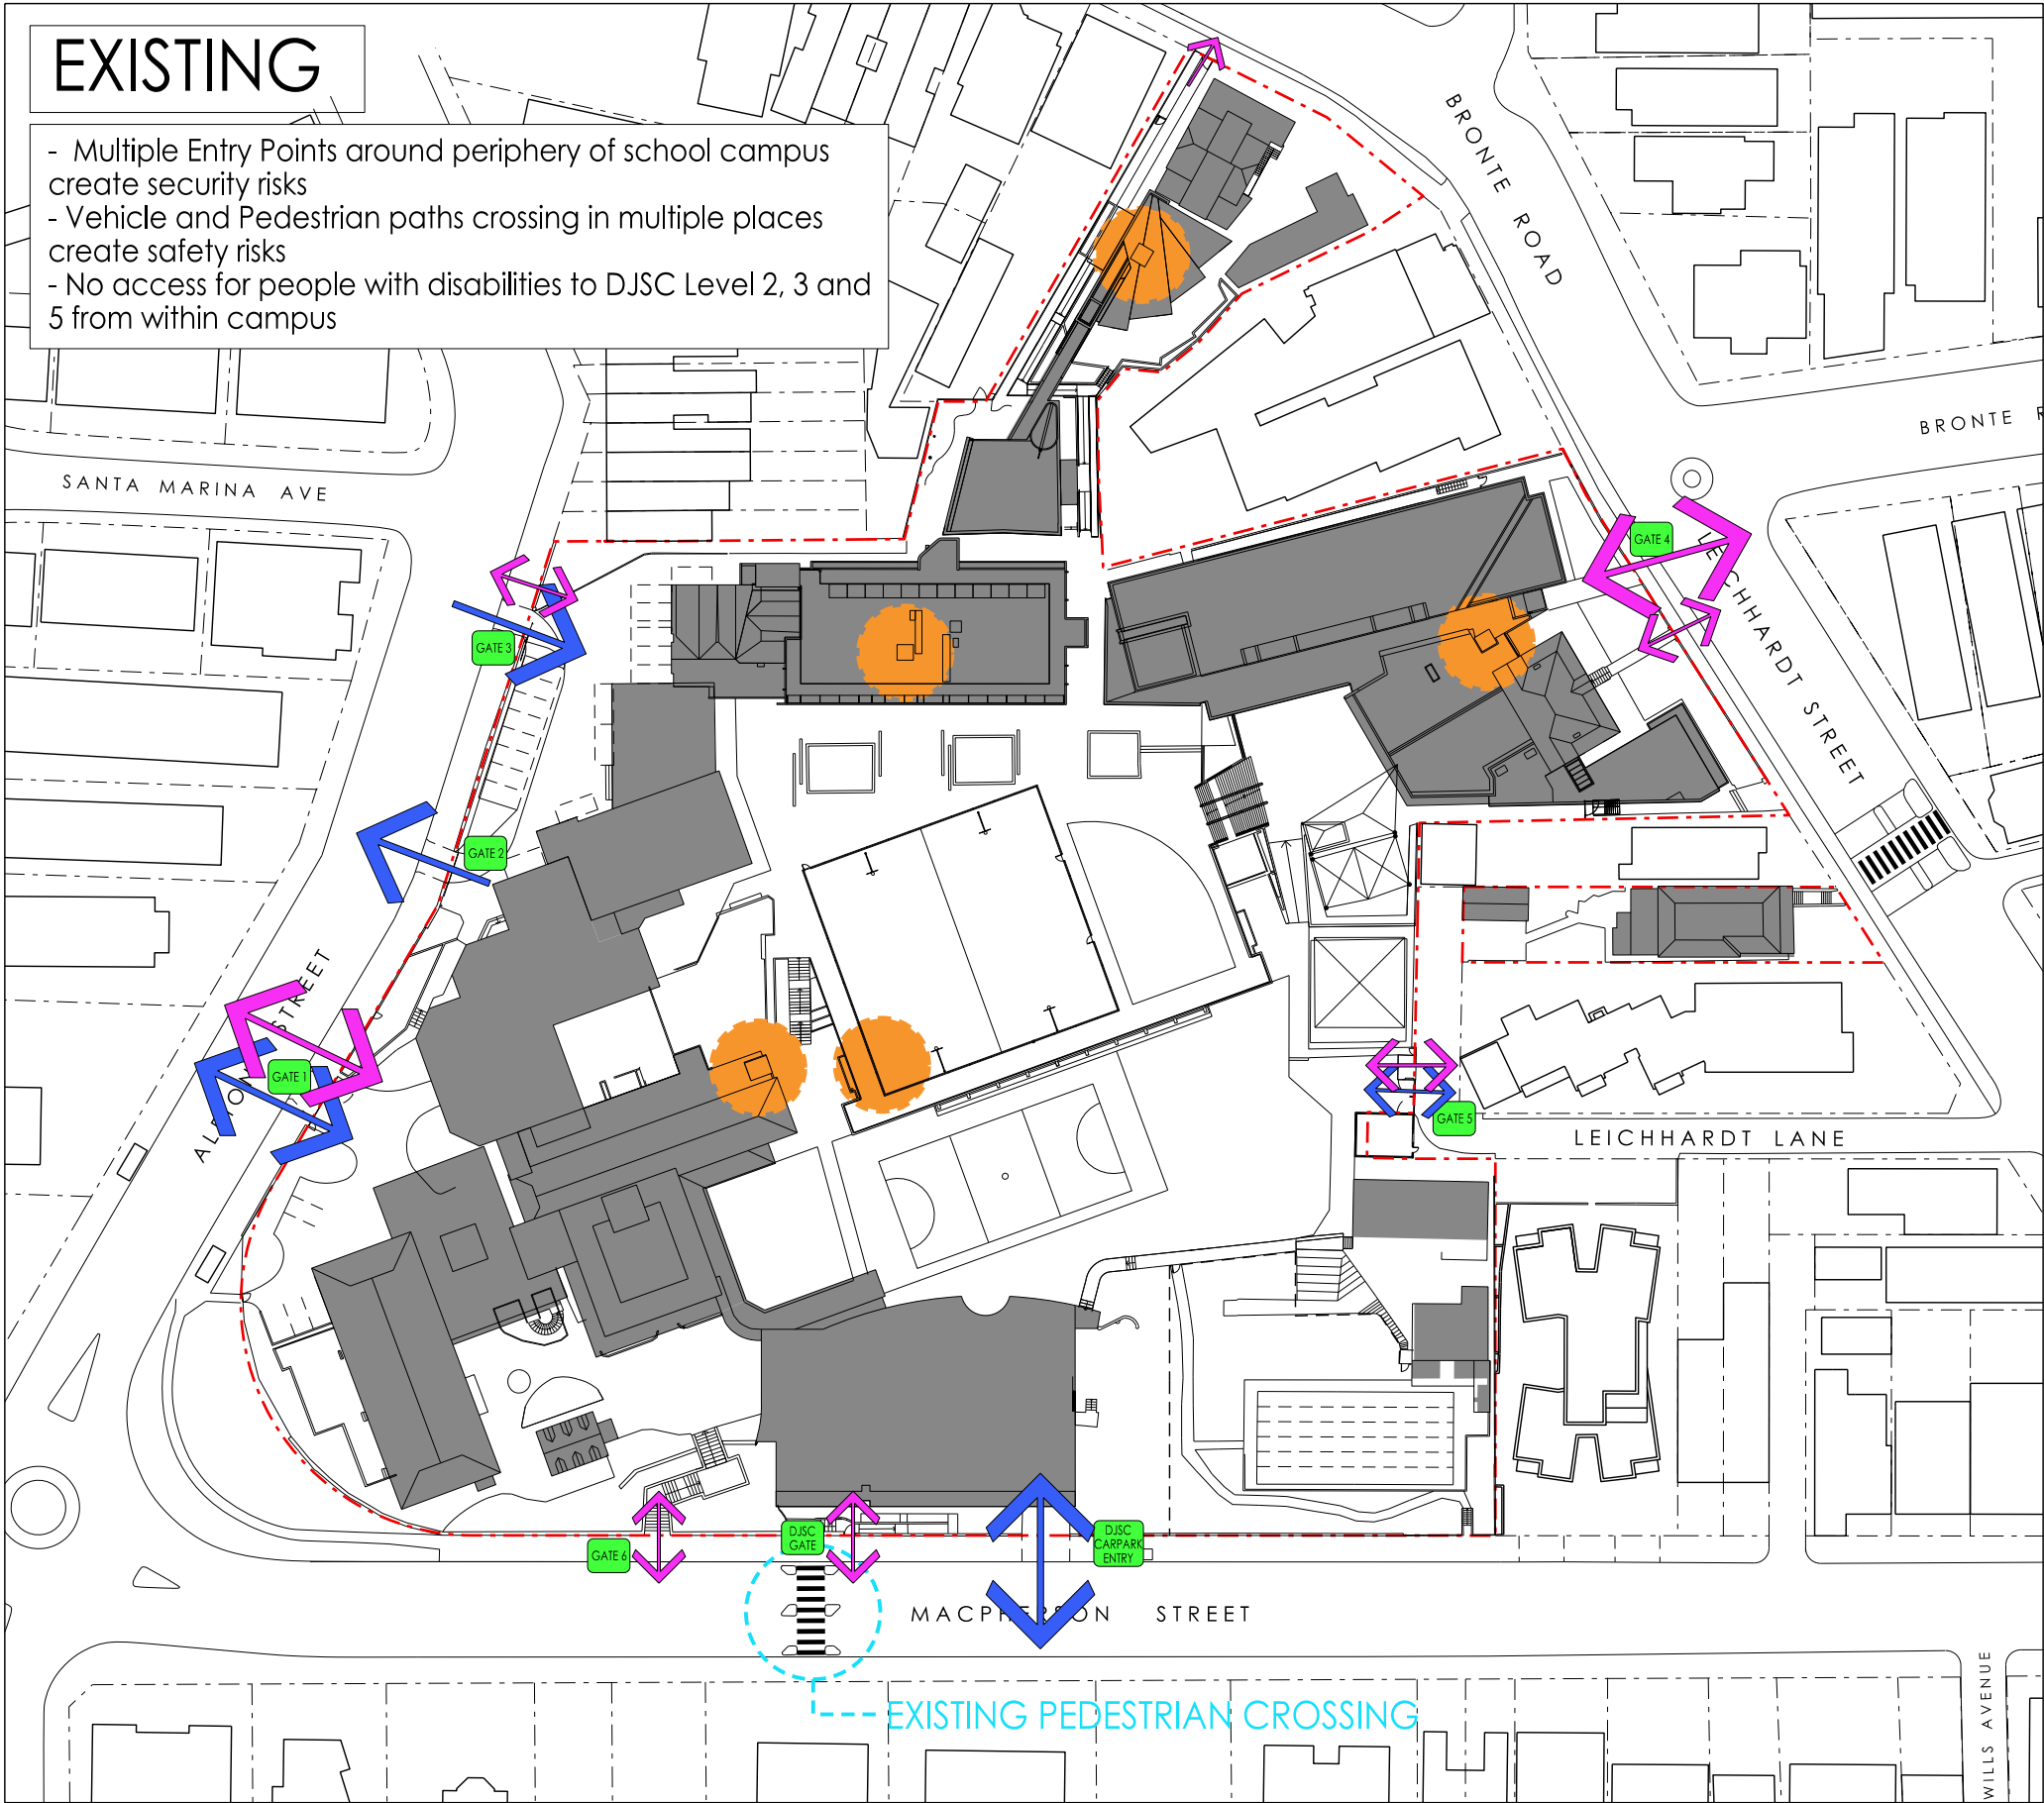 EXISTING
- Multiple Entry Points around periphery of school campus
create security risks
- Vehicle and Pedestrian paths crossing in multiple places
create safety risks
- No access for people with disabilities to DJSC Level 2, 3 and
5 from within campus
BRONTE ROAD
BRONTE R
SANTA MARINA AVE
GATE 4
LEICHHARDT STREET
GATE 3
GATE 2
STREET
GATE 1
GATE 5
LEICHHARDT LANE
DJSC
GATE
DJSC
CARPARK
ENTRY
GATE 6
MACPHERSON STREET
EXISTING PEDESTRIAN CROSSING
WILLS AVENUE